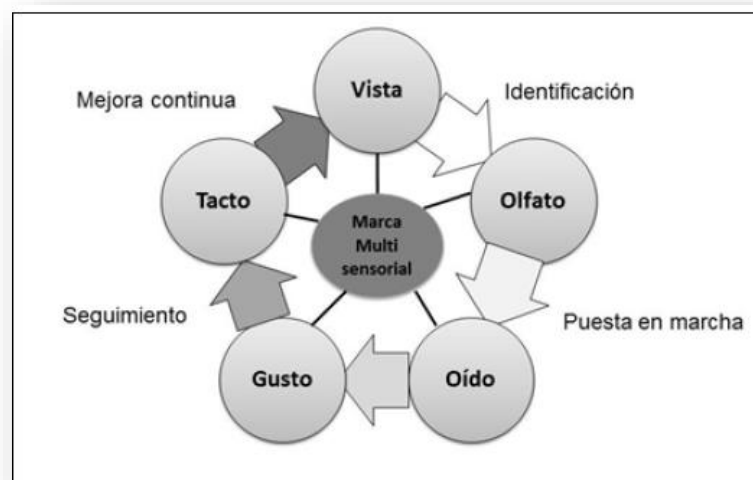 Vista
Identificación
Mejora continua
Tacto
Olfato
Marca
Multi
sensorial
Seguimiento
Puesta en marcha
Gusto
Oído